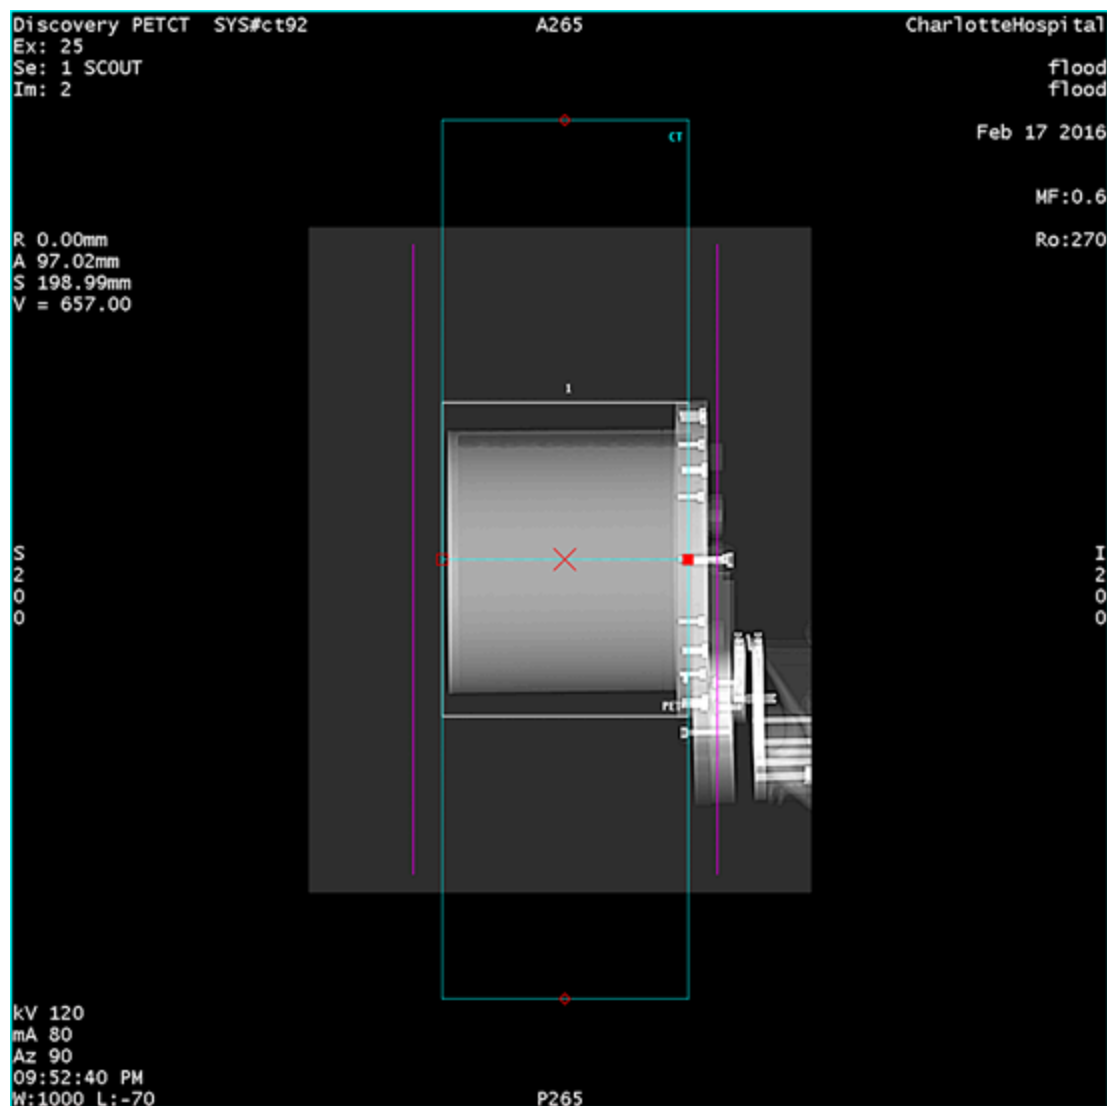 Discovery PETCT SYS#ct92
A265
CharlotteHospital
Ex: 25
Se: 1 SCOUT
flood
Im: 2
flood
Feb 17 2016
CT
MF:0.6
R 0.00mm
Ro:270
A 97.02mm
S 198.99mm
V = 657.00
1
S
2
0
0
I
2
0
0
PET
kV 120
mA 80
Az 90
09:52:40 PM
W:1000 L:-70
P265